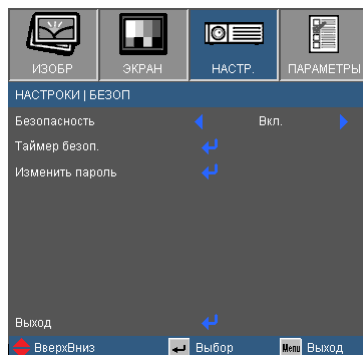 ИЗОБР ЭКРАН НАСТР. ПАРАМЕТРЫ
НАСТРОКИ | БЕЗОП
Безопасность Вкл.
Таймер безоп.
Изменить пароль
Выход
ВверхВниз Выбор Menu Выход